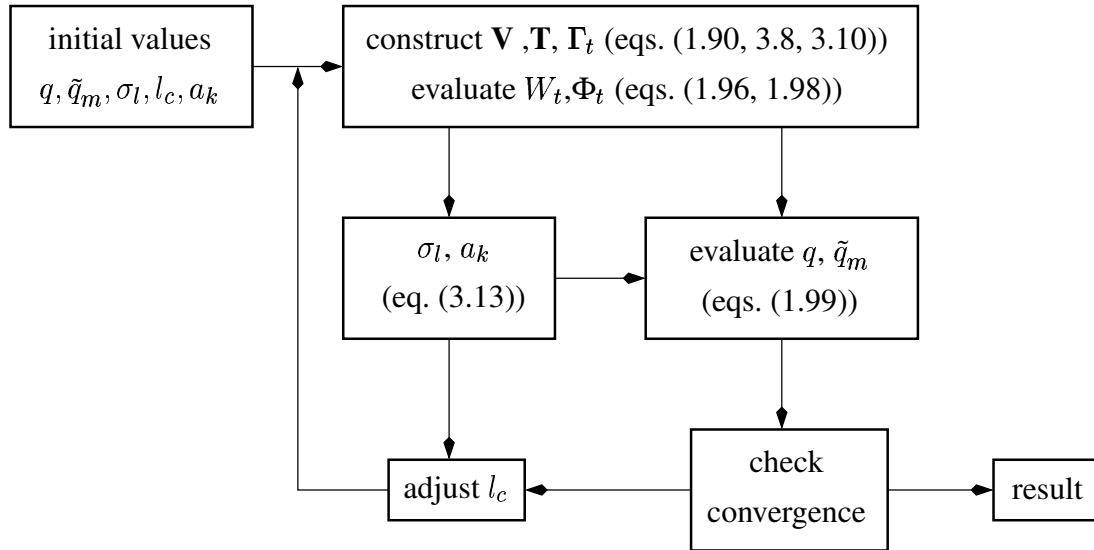 initial values
q, q̃_m, σ_l, l_c, a_k
construct V ,T, Γ_t (eqs. (1.90, 3.8, 3.10))
evaluate W_t,Φ_t (eqs. (1.96, 1.98))
σ_l, a_k
(eq. (3.13))
evaluate q, q̃_m
(eqs. (1.99))
adjust l_c
check
convergence
result